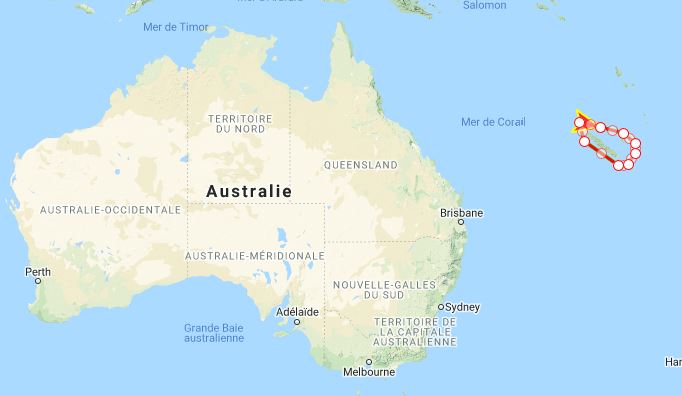 Salomon
Mer de Timor
Mer de Corail
TERRITOIRE
DU NORD
QUEENSLAND
Australie
AUSTRALIE-OCCIDENTALE
Brisbane
AUSTRALIE-MÉRIDIONALE
Perth
NOUVELLE-GALLES
DU SUD
Adélaïde
Sydney
Grande Baie
australienne
TERRITOIRE DE
LA CAPITALE
AUSTRALIENNE
Melbourne
Har